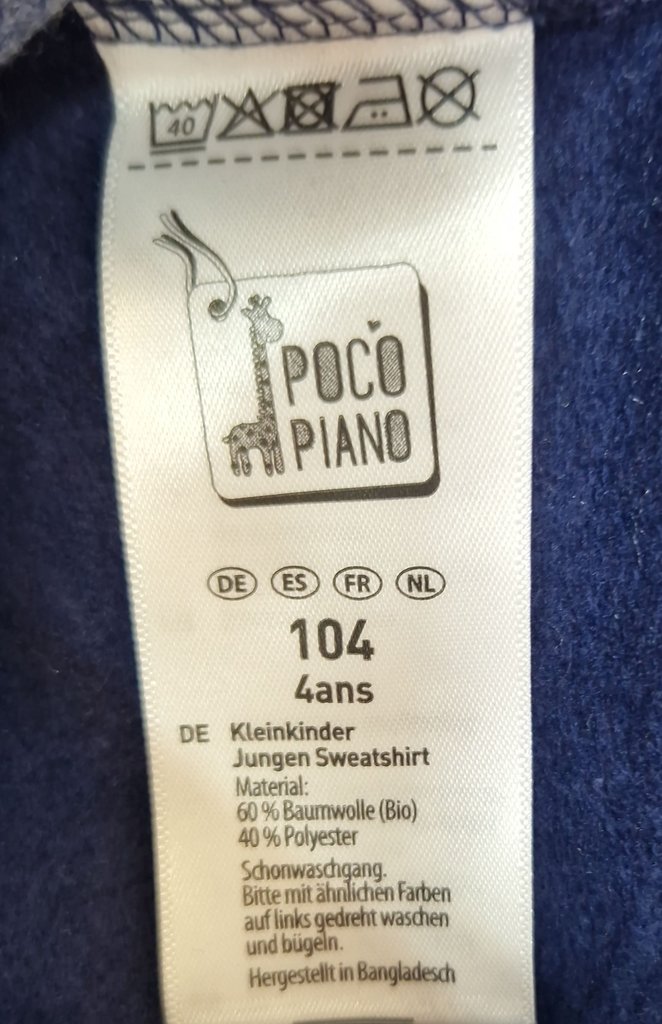 40
POCO
PIANO
DE ES FR NL
104
4ans
DE Kleinkinder
Jungen Sweatshirt
Material:
60 % Baumwolle (Bio)
40 % Polyester
Schonwaschgang.
Bitte mit ähnlichen Farben
auf links gedreht waschen
und bügeln.
Hergestellt in Bangladesch